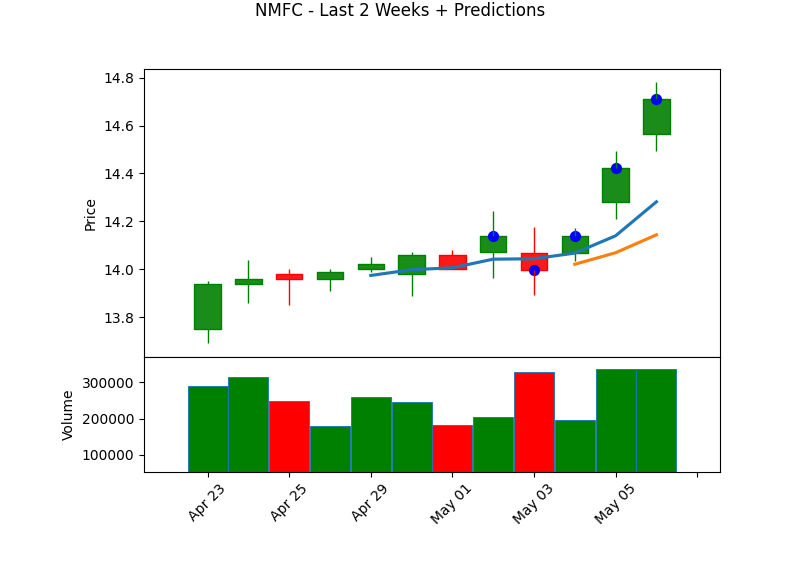 NMFC - Last 2 Weeks + Predictions
14.8
14.6
14.4
14.2
14.0
13.8
Price
300000
200000
100000
Volume
Apr 23
Apr 25
Apr 29
May 01
May 03
May 05